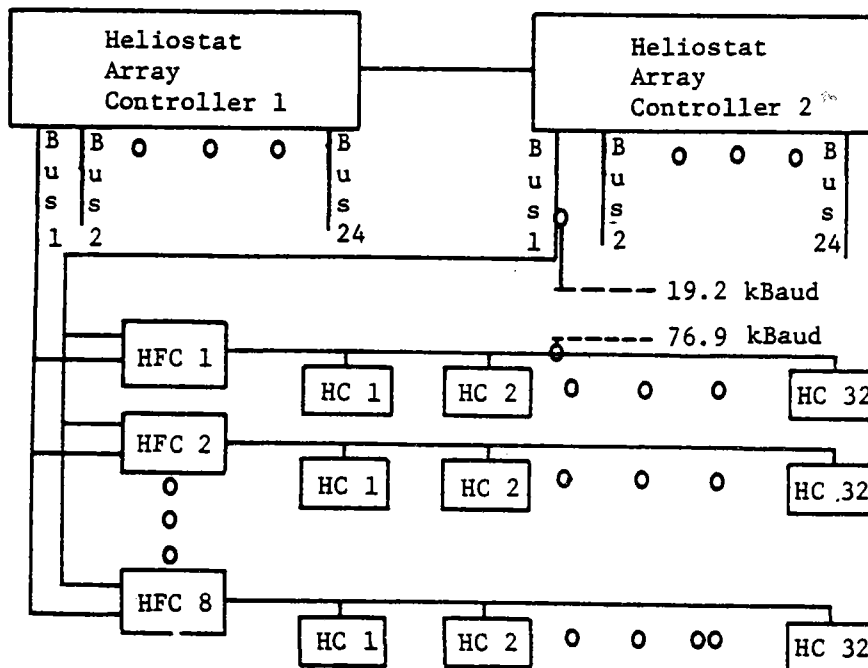 Heliostat
Array
Controller 1
Heliostat
Array
Controller 2
Bus 1
Bus 2
Bus 24
Bus 1
Bus 2
Bus 24
19.2 kBaud
76.9 kBaud
HFC 1
HC 1
HC 2
HC 32
HFC 2
HC 1
HC 2
HC 32
HFC 8
HC 1
HC 2
HC 32